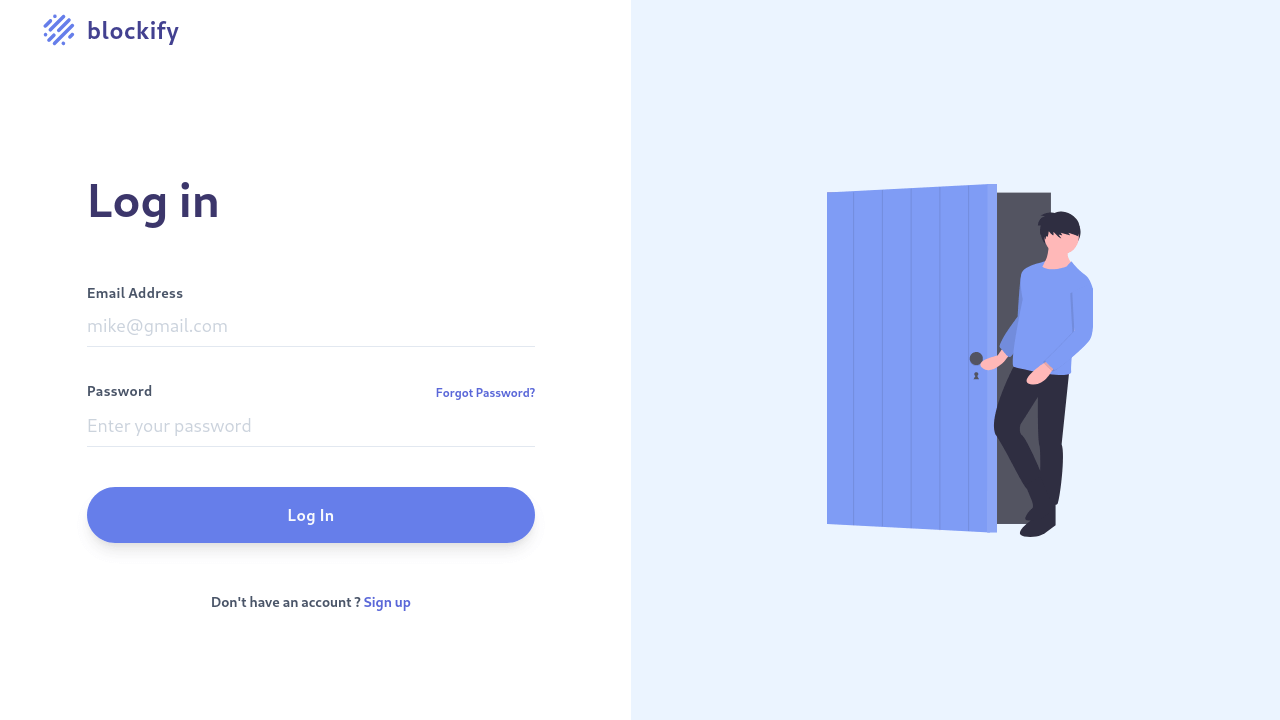 blockify
Log in
Email Address
mike@gmail.com
Password
Forgot Password?
Enter your password
Log In
Don't have an account ? Sign up